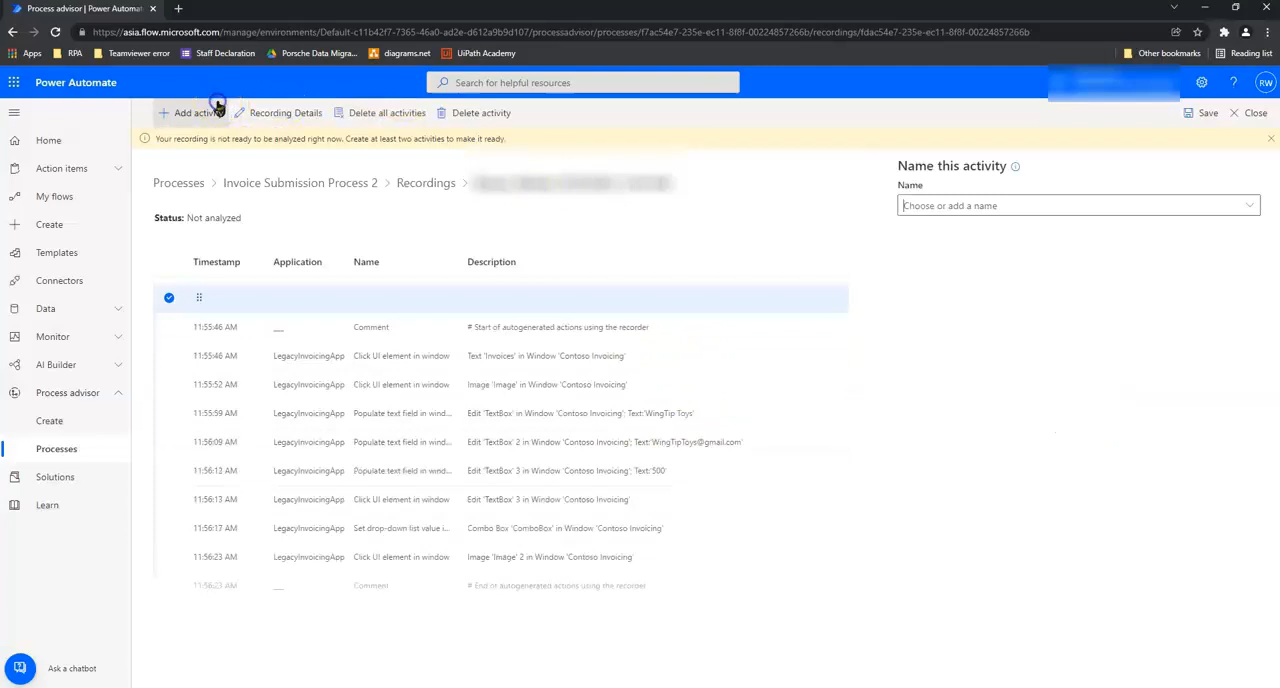 Process advisor | Power Automat
https://asia.flow.microsoft.com/manage/environments/Default-c11b42f7-7365-46a0-ad2e-d612a9b9d107/processadvisor/processes/f7ac54e7-235e-ec11-8f8f-00224857266b/recordings/fdac54e7-235e-ec11-8f8f-00224857266b
Apps RPA Teamviewer error Staff Declaration Porsche Data Migra... diagrams.net UiPath Academy Other bookmarks Reading list
Power Automate Search for helpful resources ? RW
Add activity Recording Details Delete all activities Delete activity Save Close
Your recording is not ready to be analyzed right now. Create at least two activities to make it ready.
Home
Action items
My flows
Create
Templates
Connectors
Data
Monitor
AI Builder
Process advisor
Create
Processes
Solutions
Learn
Ask a chatbot
Processes > Invoice Submission Process 2 > Recordings >
Status: Not analyzed
Timestamp Application Name Description
11:55:46 AM __ Comment # Start of autogenerated actions using the recorder
11:55:46 AM LegacyInvoicingApp Click UI element in window Text 'Invoices' in Window 'Contoso Invoicing'
11:55:52 AM LegacyInvoicingApp Click UI element in window Image 'Image' in Window 'Contoso Invoicing'
11:55:59 AM LegacyInvoicingApp Populate text field in wind... Edit 'TextBox' in Window 'Contoso Invoicing'; Text:'WingTip Toys'
11:56:09 AM LegacyInvoicingApp Populate text field in wind... Edit 'TextBox' 2 in Window 'Contoso Invoicing'; Text:'WingTipToys@gmail.com'
11:56:12 AM LegacyInvoicingApp Populate text field in wind... Edit 'TextBox' 3 in Window 'Contoso Invoicing'; Text:'500'
11:56:13 AM LegacyInvoicingApp Click UI element in window Edit 'TextBox' 3 in Window 'Contoso Invoicing'
11:56:17 AM LegacyInvoicingApp Set drop-down list value i... Combo Box 'ComboBox' in Window 'Contoso Invoicing'
11:56:23 AM LegacyInvoicingApp Click UI element in window Image 'Image' 2 in Window 'Contoso Invoicing'
11:56:23 AM __ Comment # End of autogenerated actions using the recorder
Name this activity
Name
Choose or add a name